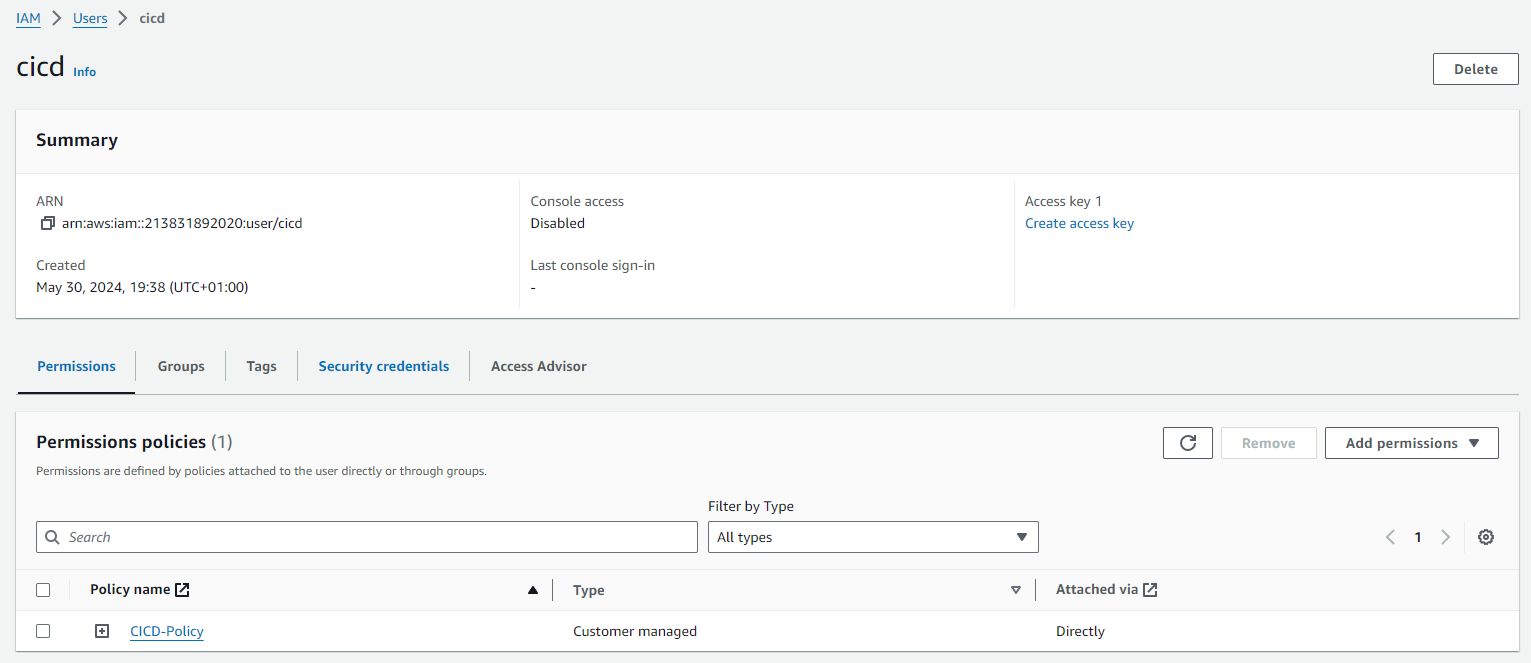 IAM > Users > cicd
cicd Info
Delete
Summary
ARN
arn:aws:iam::213831892020:user/cicd
Created
May 30, 2024, 19:38 (UTC+01:00)
Console access
Disabled
Last console sign-in
-
Access key 1
Create access key
Permissions
Groups
Tags
Security credentials
Access Advisor
Permissions policies (1)
Remove
Add permissions
Permissions are defined by policies attached to the user directly or through groups.
Filter by Type
Search
All types
1
Policy name
Type
Attached via
CICD-Policy
Customer managed
Directly